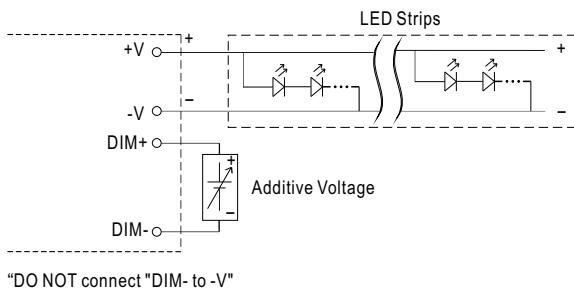 LED Strips
+V
+
+
-V
−
−
DIM+
+
Additive Voltage
−
DIM-
“DO NOT connect "DIM- to -V"